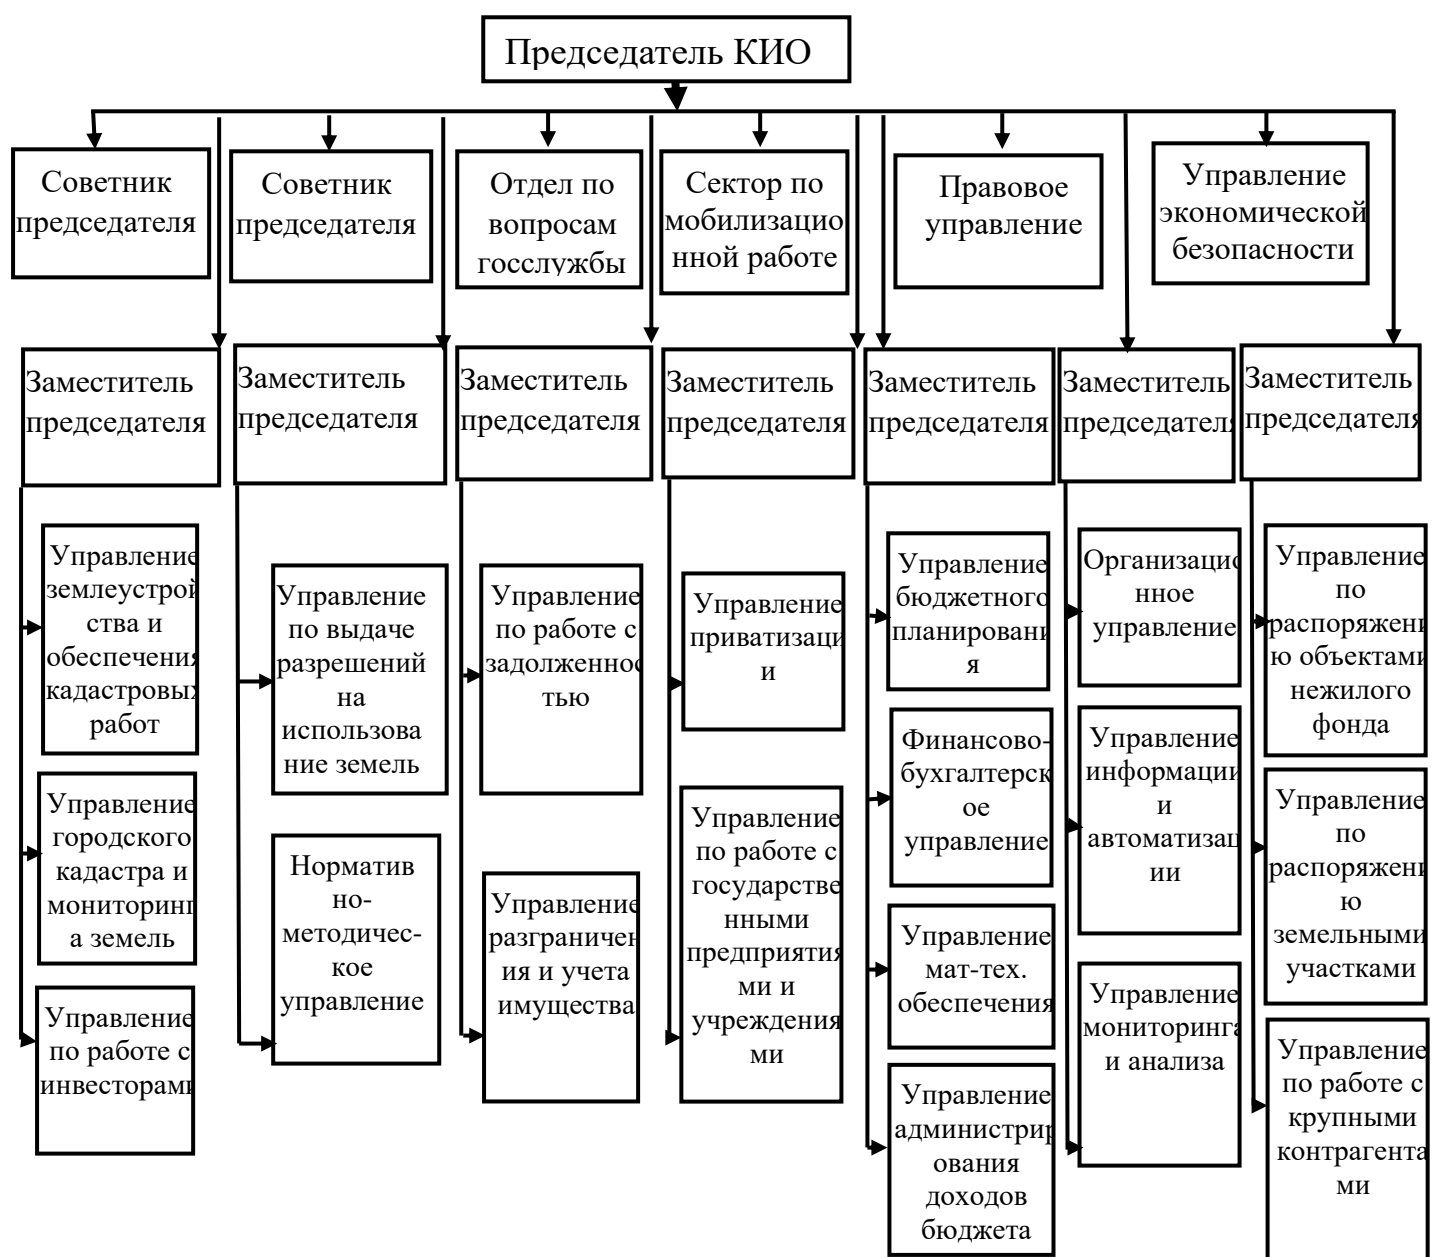 Председатель КИО
Советник
председателя
Советник
председателя
Отдел по
вопросам
госслужбы
Сектор по
мобилизацио
нной работе
Правовое
управление
Управление
экономической
безопасности
Заместитель
председателя
Заместитель
председателя
Заместитель
председателя
Заместитель
председателя
Заместитель
председателя
Заместитель
председателя
Заместитель
председателя
Управление
землеустрой
ства и
обеспечения
кадастровых
работ
Управление
городского
кадастра и
мониторинг
а земель
Управление
по работе с
инвесторами
Управление
по выдаче
разрешений
на
использова
ние земель
Норматив
но-
методичес-
кое
управление
Управление
по работе с
задолженнос
тью
Управление
разграничен
ия и учета
имущества
Управление
приватизаци
и
Управление
по работе с
государстве
нными
предприятия
ми и
учреждения
ми
Управление
бюджетного
планировани
я
Финансово-
бухгалтерск
ое
управление
Управление
мат-тех.
обеспечения
Управление
администрир
ования
доходов
бюджета
Организацио
нное
управление
Управление
информации
и
автоматизац
ии
Управление
мониторинга
и анализа
Управление
по
распоряжени
ю объектами
нежилого
фонда
Управление
по
распоряжени
ю
земельными
участками
Управление
по работе с
крупными
контрагента
ми